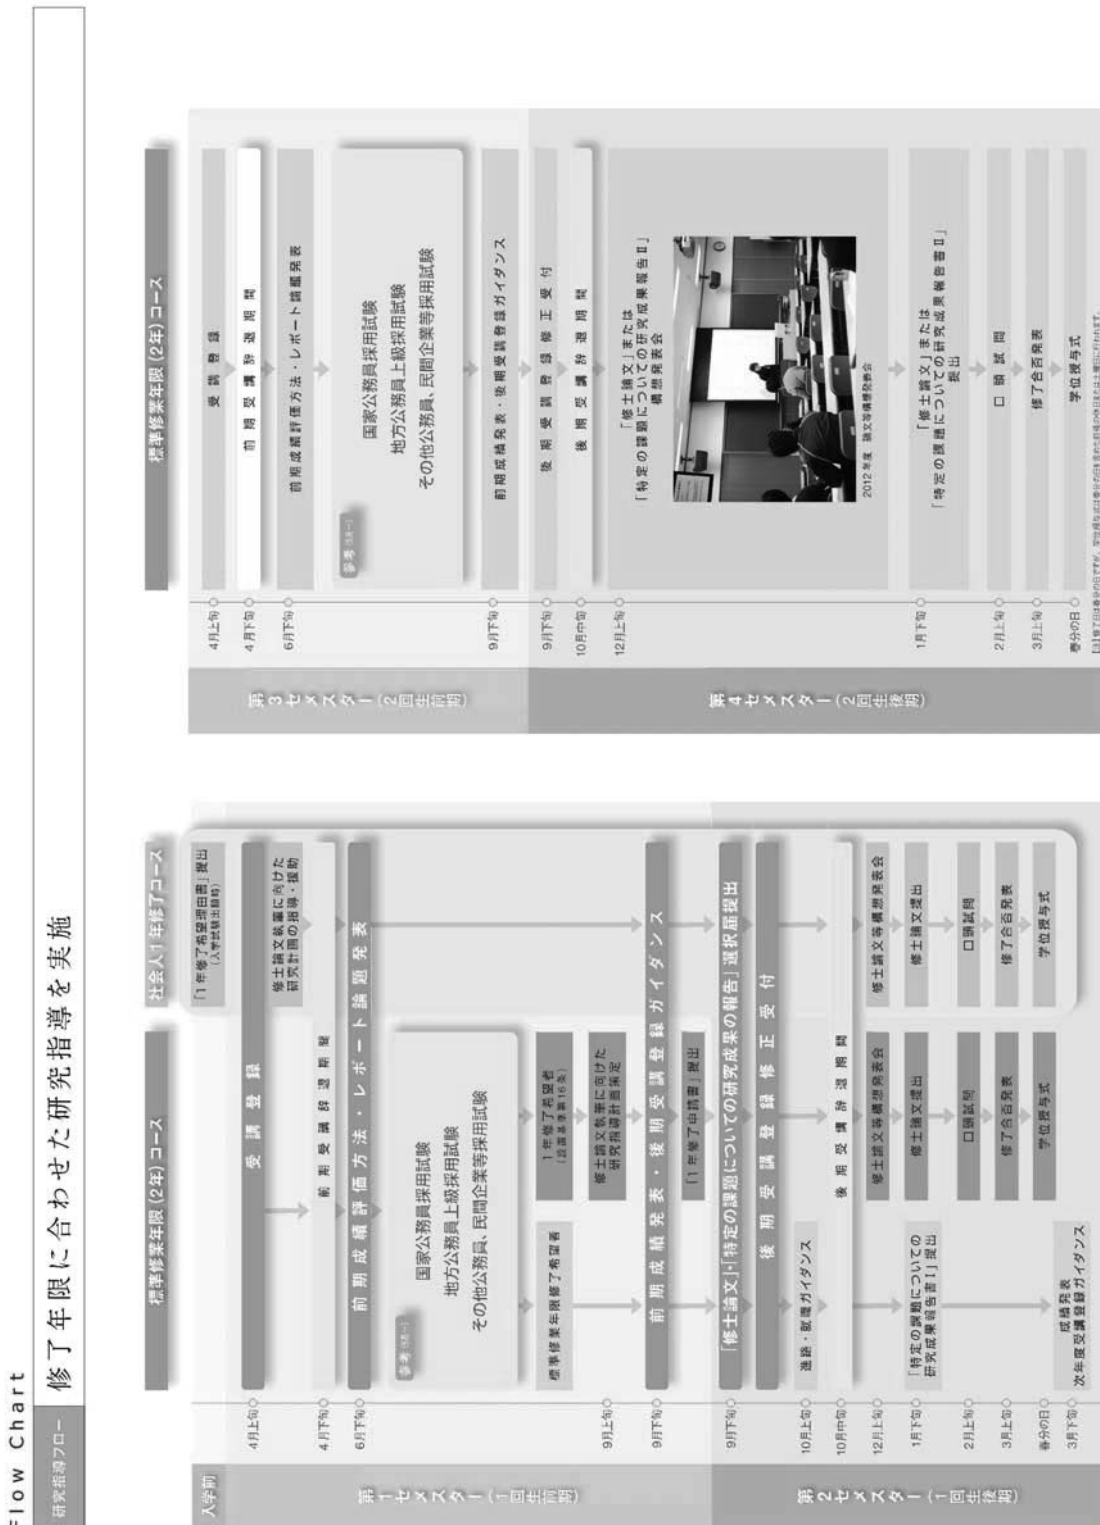 Flow Chart
研究指導フロー
修了年限に合わせた研究指導を実施
標準修業年限(2年)コース
社会人1年修了コース
入学前
「1年修了希望理由書」提出
(入学試験出願時)
第1セメスター(1回生前期)
4月上旬
受講登録
修士論文執筆に向けた
研究計画の指導・援助
4月下旬
前期受講辞退期間
6月下旬
前期成績評価方法・レポート論題発表
参考
国家公務員採用試験
地方公務員上級採用試験
その他公務員、民間企業等採用試験
標準修業年限修了希望者
1年修了希望者
(設置基準第16条)
9月上旬
修士論文執筆に向けた
研究指導計画策定
9月下旬
前期成績発表・後期受講登録ガイダンス
「1年修了申請書」提出
第2セメスター(1回生後期)
9月下旬
「修士論文」・「特定の課題についての研究成果の報告」選択届提出
後期受講登録修正受付
10月上旬
進路・就職ガイダンス
10月中旬
後期受講辞退期間
12月上旬
修士論文等構想発表会
修士論文等構想発表会
1月下旬
「特定の課題についての
研究成果報告書Ⅰ」提出
修士論文提出
修士論文提出
2月上旬
口頭試問
口頭試問
3月上旬
修了合否発表
修了合否発表
春分の日
学位授与式
学位授与式
3月下旬
成績発表
次年度受講登録ガイダンス
標準修業年限(2年)コース
第3セメスター(2回生前期)
4月上旬
受講登録
4月下旬
前期受講辞退期間
6月下旬
前期成績評価方法・レポート論題発表
参考
国家公務員採用試験
地方公務員上級採用試験
その他公務員、民間企業等採用試験
9月下旬
前期成績発表・後期受講登録ガイダンス
第4セメスター(2回生後期)
9月下旬
後期受講登録修正受付
10月中旬
後期受講辞退期間
12月上旬
「修士論文」または
「特定の課題についての研究成果報告Ⅱ」
構想発表会
2012年度 論文等構想発表会
1月下旬
「修士論文」または
「特定の課題についての研究成果報告書Ⅱ」
提出
2月上旬
口頭試問
3月上旬
修了合否発表
春分の日
学位授与式